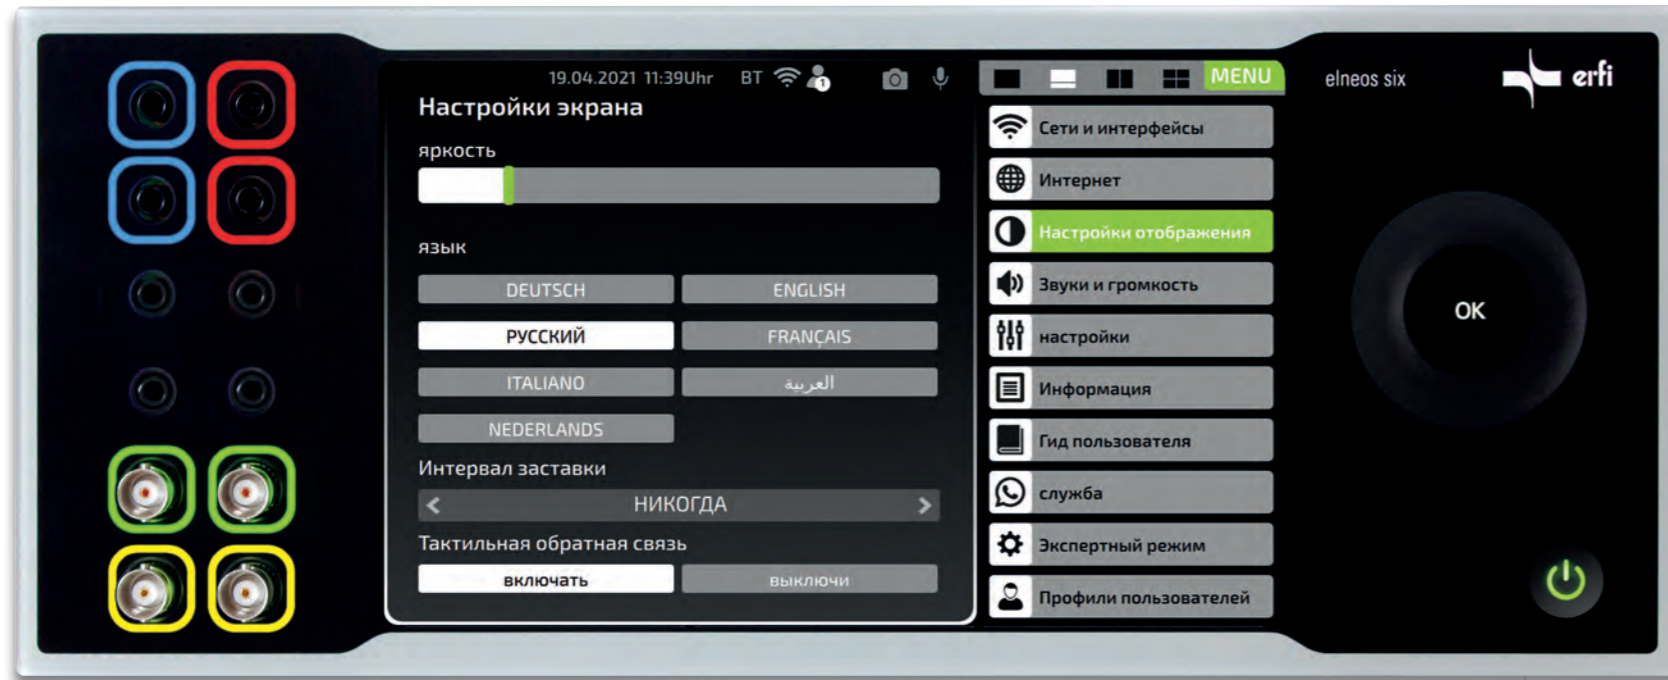 19.04.2021 11:39Uhr BT
1
MENU
elneos six
erfi
Настройки экрана
яркость
язык
DEUTSCH
ENGLISH
РУССКИЙ
FRANÇAIS
ITALIANO
العربية
NEDERLANDS
Интервал заставки
НИКОГДА
Тактильная обратная связь
включать
выключи
Сети и интерфейсы
Интернет
Настройки отображения
Звуки и громкость
настройки
Информация
Гид пользователя
служба
Экспертный режим
Профили пользователей
OK